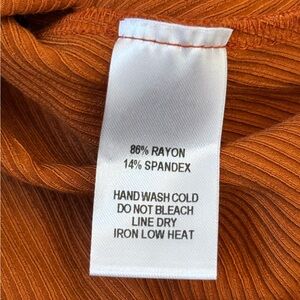 86% RAYON
14% SPANDEX
HAND WASH COLD
DO NOT BLEACH
LINE DRY
IRON LOW HEAT